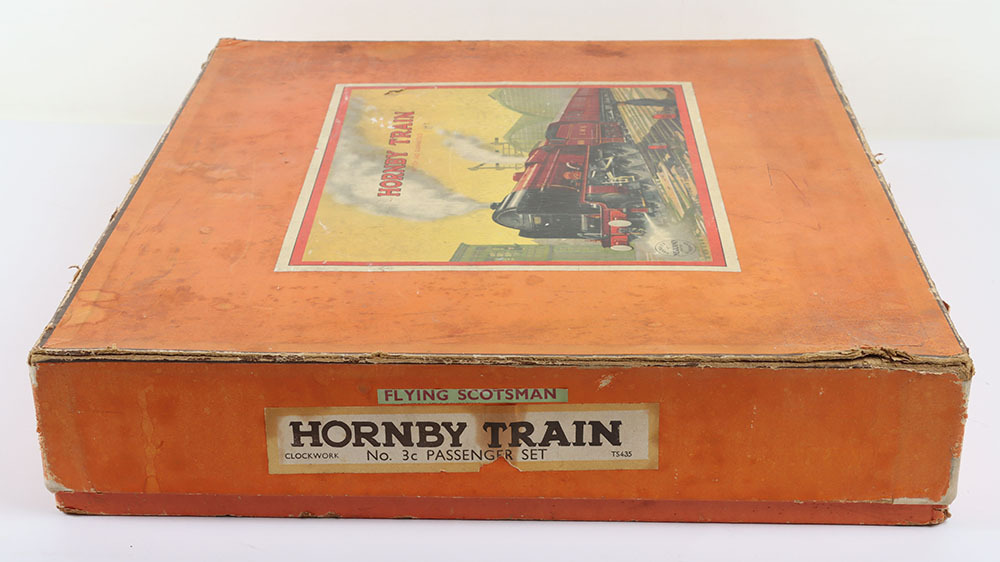 HORNBY TRAIN
FLYING SCOTSMAN
HORNBY TRAIN
CLOCKWORK No. 3c PASSENGER SET TS435